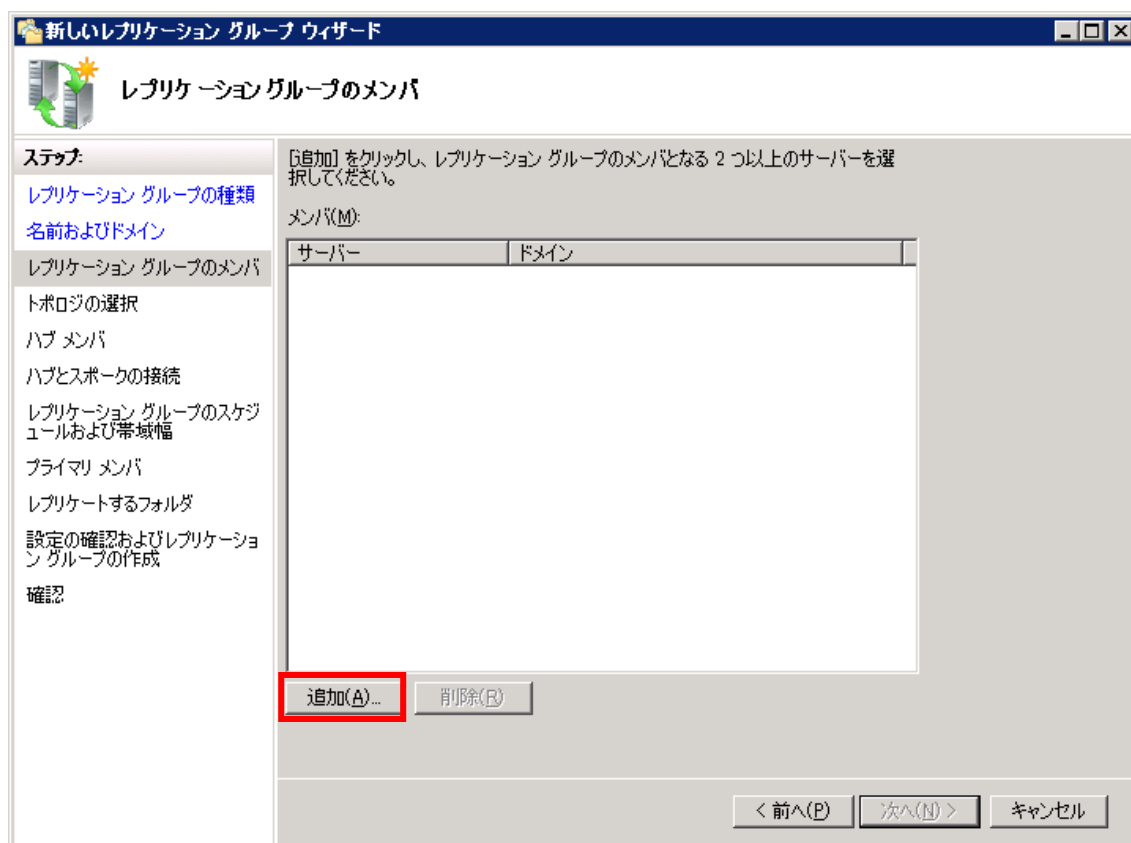 新しいレプリケーション グループ ウィザード
レプリケーション グループのメンバ
ステップ:
レプリケーション グループの種類
名前およびドメイン
レプリケーション グループのメンバ
トポロジの選択
ハブ メンバ
ハブとスポークの接続
レプリケーション グループのスケジ
ュールおよび帯域幅
プライマリ メンバ
レプリケートするフォルダ
設定の確認およびレプリケーショ
ン グループの作成
確認
[追加] をクリックし、レプリケーション グループのメンバとなる 2 つ以上のサーバーを選
択してください。
メンバ(M):
サーバー ドメイン
追加(A)... 削除(R)
< 前へ(P) 次へ(N) > キャンセル